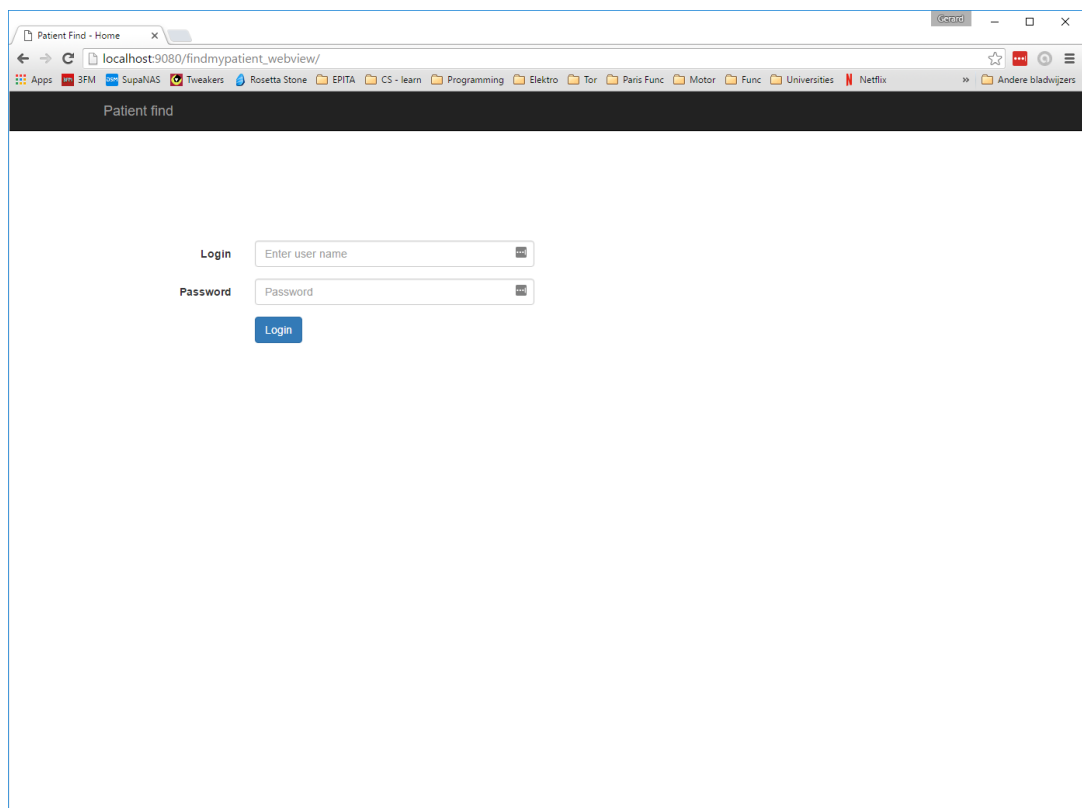 Gerard
Patient Find - Home
localhost:9080/findmypatient_webview/
Apps 3FM SupaNAS Tweakers Rosetta Stone EPITA CS - learn Programming Elektro Tor Paris Func Motor Func Universities Netflix » Andere bladwijzers
Patient find
Login Enter user name
Password Password
Login